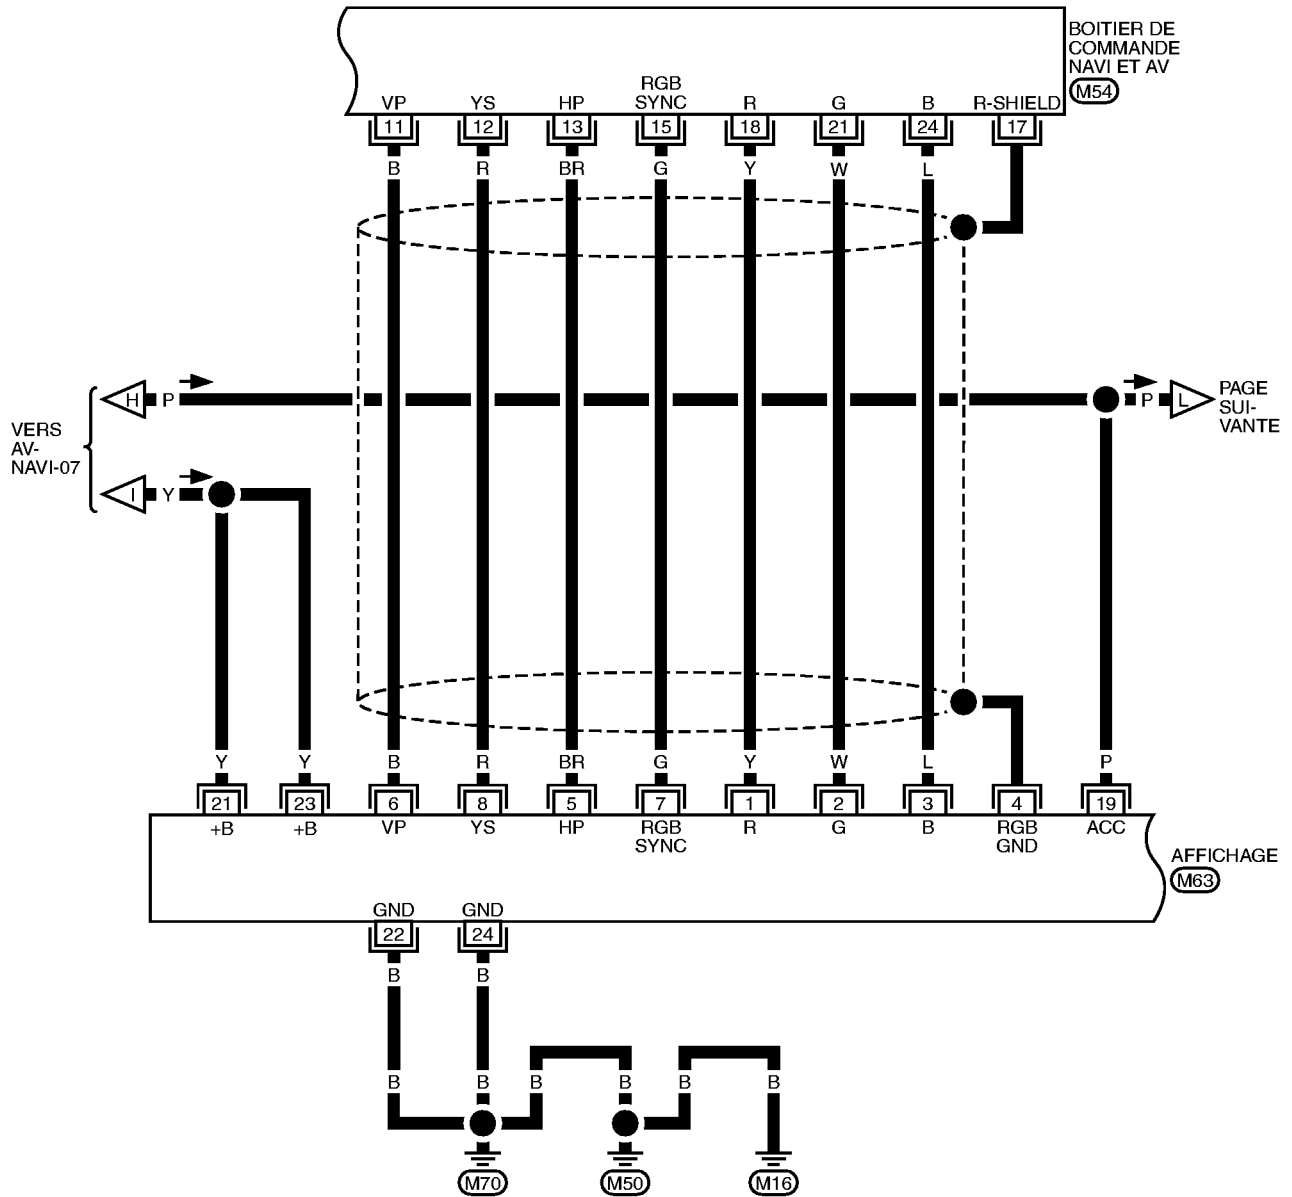 BOITIER DE
COMMANDE
NAVI ET AV
M54
RGB
VP YS HP SYNC R G B R-SHIELD
11 12 13 15 18 21 24 17
B R BR G Y W L
H P P L
PAGE
SUI-
VANTE
VERS
AV-
NAVI-07
I Y
Y Y B R BR G Y W L P
21 23 6 8 5 7 1 2 3 4 19
+B +B VP YS HP RGB R G B RGB ACC
SYNC GND
AFFICHAGE
M63
GND GND
22 24
B B
B B B B B B
M70 M50 M16